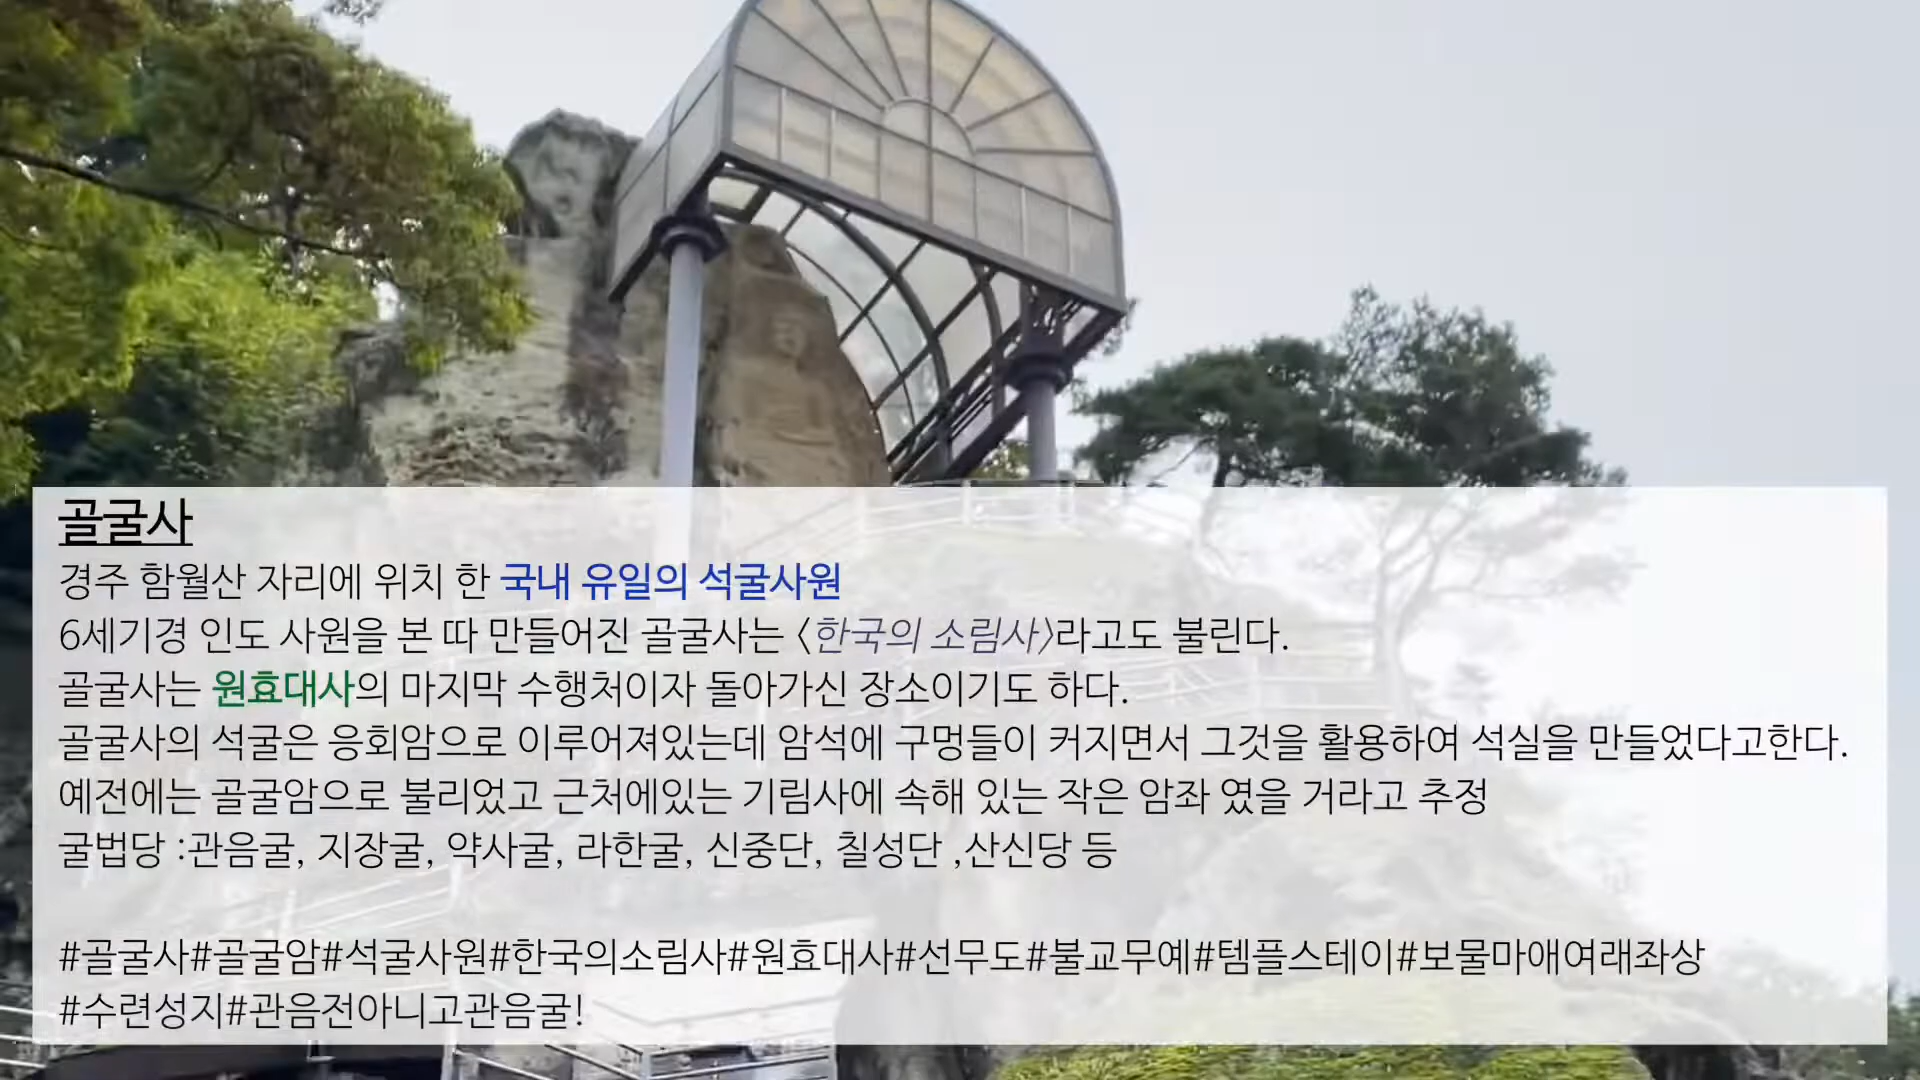 골굴사
경주 함월산 자리에 위치 한 국내 유일의 석굴사원
6세기경 인도 사원을 본 따 만들어진 골굴사는 〈한국의 소림사〉라고도 불린다.
골굴사는 원효대사의 마지막 수행처이자 돌아가신 장소이기도 하다.
골굴사의 석굴은 응회암으로 이루어져있는데 암석에 구멍들이 커지면서 그것을 활용하여 석실을 만들었다고한다.
예전에는 골굴암으로 불리었고 근처에있는 기림사에 속해 있는 작은 암좌 였을 거라고 추정
굴법당 :관음굴, 지장굴, 약사굴, 라한굴, 신중단, 칠성단 ,산신당 등
#골굴사#골굴암#석굴사원#한국의소림사#원효대사#선무도#불교무예#템플스테이#보물마애여래좌상
#수련성지#관음전아니고관음굴!